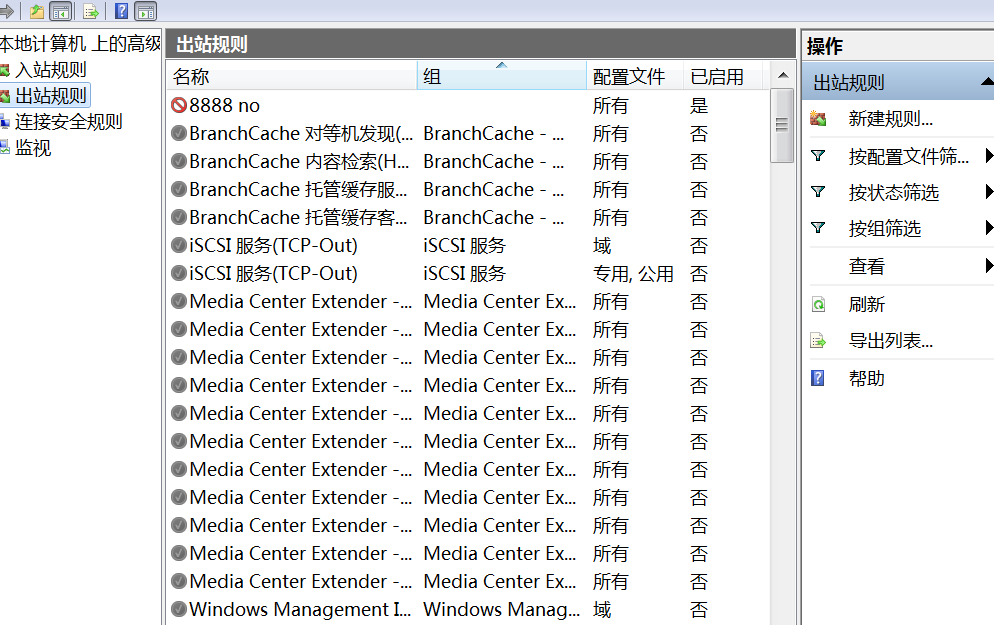 本地计算机 上的高级
入站规则
出站规则
连接安全规则
监视
出站规则
名称 组 配置文件 已启用
8888 no 所有 是
BranchCache 对等机发现(... BranchCache - ... 所有 否
BranchCache 内容检索(H... BranchCache - ... 所有 否
BranchCache 托管缓存服... BranchCache - ... 所有 否
BranchCache 托管缓存客... BranchCache - ... 所有 否
iSCSI 服务(TCP-Out) iSCSI 服务 域 否
iSCSI 服务(TCP-Out) iSCSI 服务 专用, 公用 否
Media Center Extender -... Media Center Ex... 所有 否
Media Center Extender -... Media Center Ex... 所有 否
Media Center Extender -... Media Center Ex... 所有 否
Media Center Extender -... Media Center Ex... 所有 否
Media Center Extender -... Media Center Ex... 所有 否
Media Center Extender -... Media Center Ex... 所有 否
Media Center Extender -... Media Center Ex... 所有 否
Media Center Extender -... Media Center Ex... 所有 否
Media Center Extender -... Media Center Ex... 所有 否
Media Center Extender -... Media Center Ex... 所有 否
Media Center Extender -... Media Center Ex... 所有 否
Windows Management I... Windows Manag... 域 否
操作
出站规则
新建规则...
按配置文件筛...
按状态筛选
按组筛选
查看
刷新
导出列表...
帮助